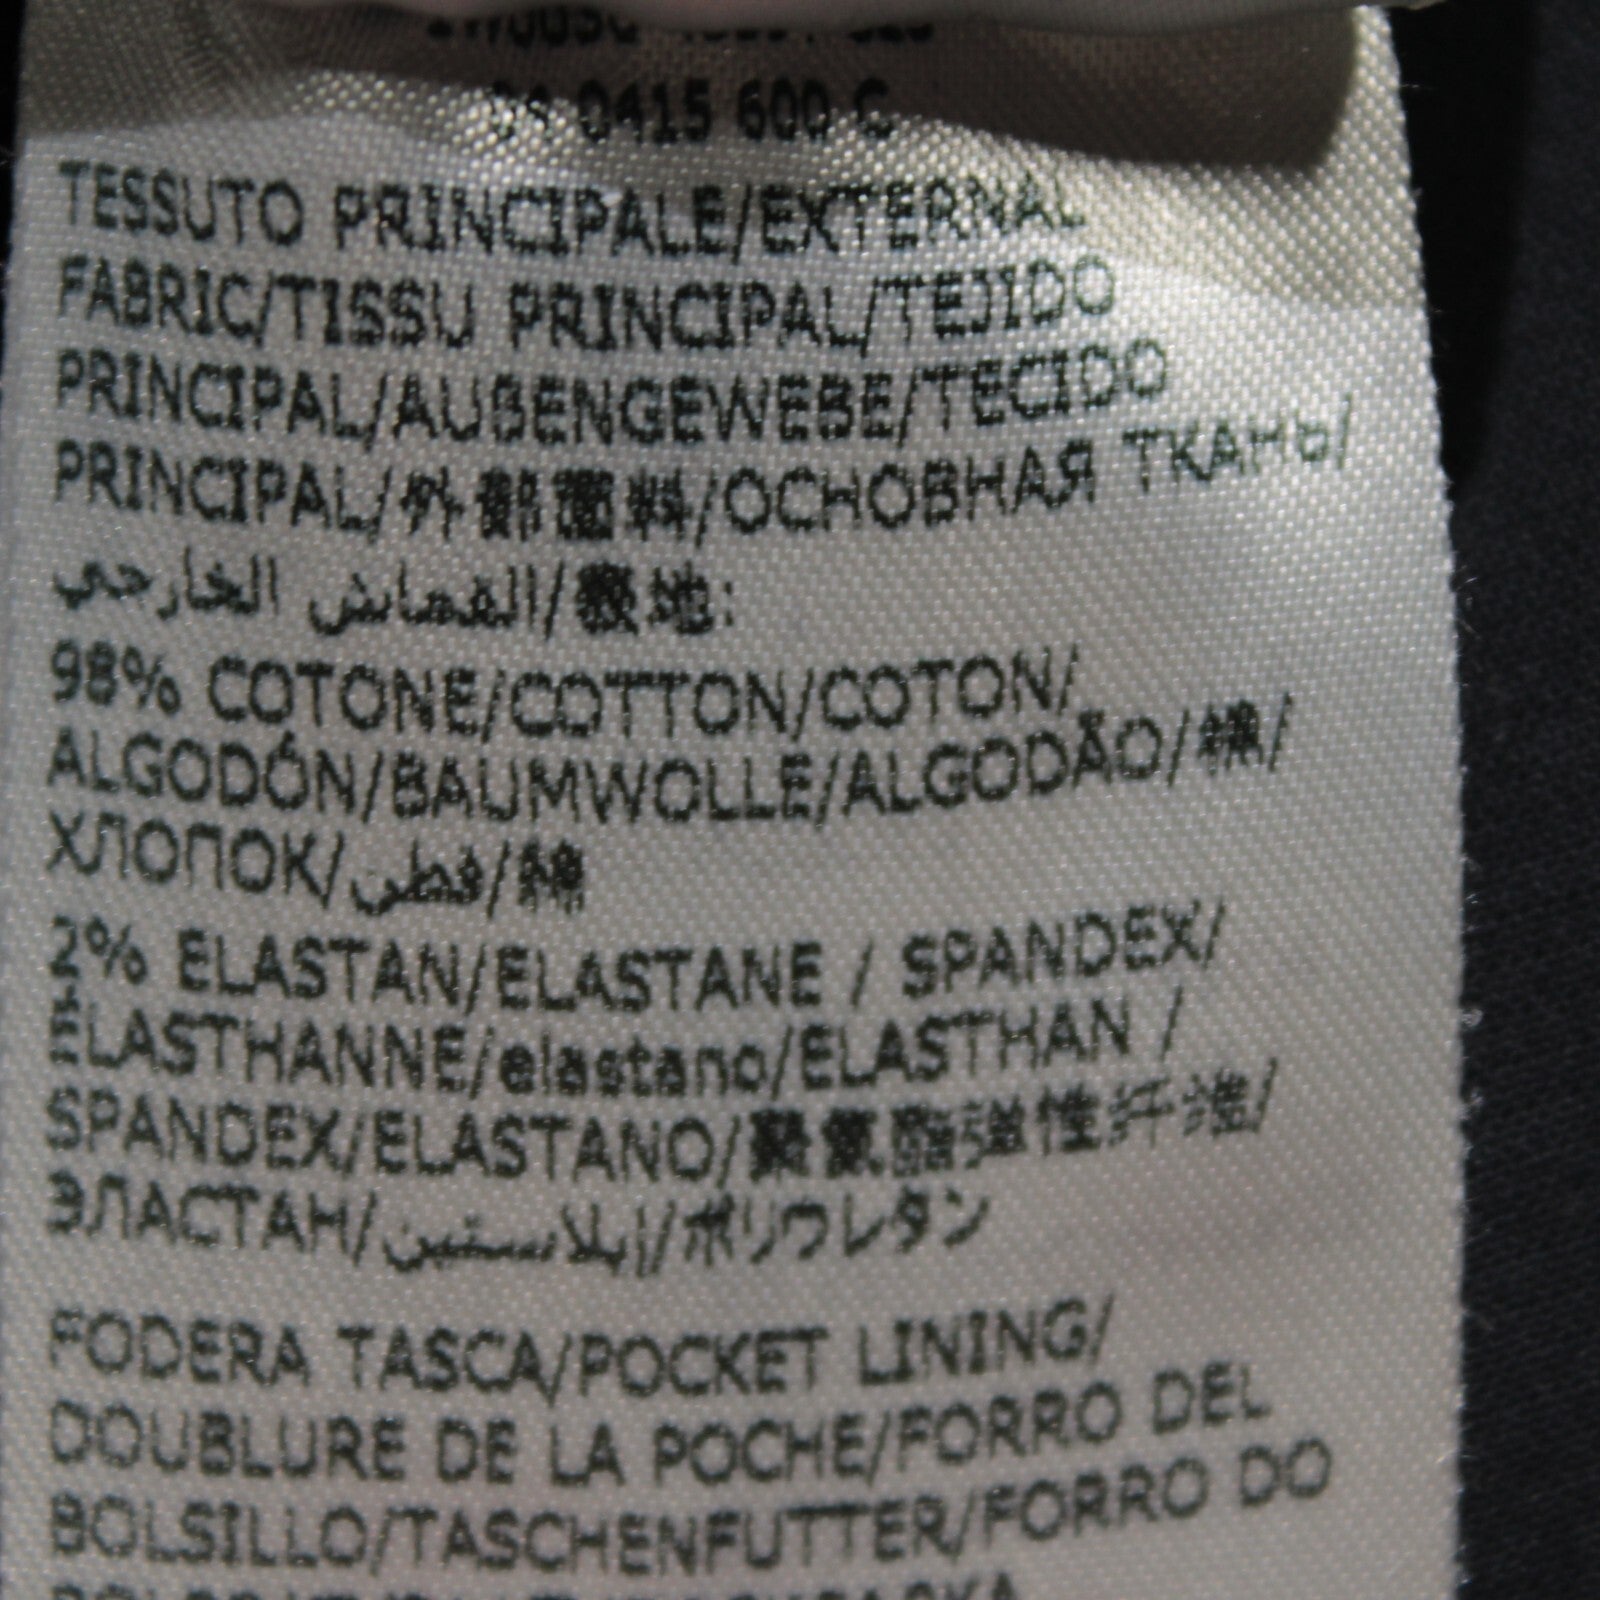 0415 600 C
TESSUTO PRINCIPALE/EXTERNAL
FABRIC/TISSU PRINCIPAL/TEJIDO
PRINCIPAL/AUßENGEWEBE/TECIDO
PRINCIPAL/外部面料/ОСНОВНАЯ ТКАНЬ/
القماش الخارجي/表地:
98% COTONE/COTTON/COTON/
ALGODÓN/BAUMWOLLE/ALGODÃO/棉/
ХЛОПОК/قطن/綿
2% ELASTAN/ELASTANE / SPANDEX/
ÉLASTHANNE/elastano/ELASTHAN /
SPANDEX/ELASTANO/聚氨酯弹性纤维/
ЭЛАСТАН/إيلاستين/ポリウレタン
FODERA TASCA/POCKET LINING/
DOUBLURE DE LA POCHE/FORRO DEL
BOLSILLO/TASCHENFUTTER/FORRO DO